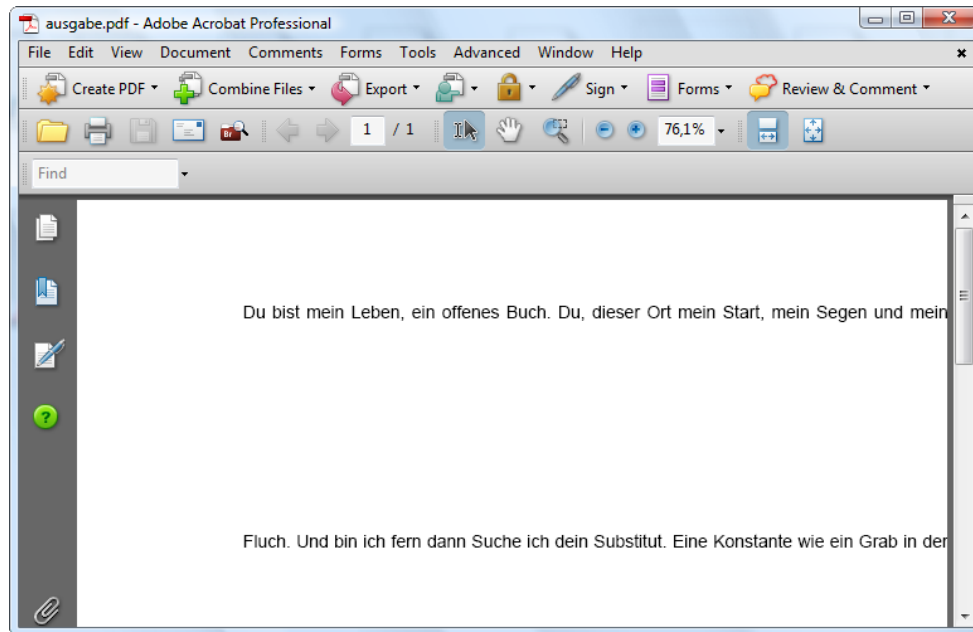 ausgabe.pdf - Adobe Acrobat Professional
File Edit View Document Comments Forms Tools Advanced Window Help
Create PDF Combine Files Export Sign Forms Review & Comment
1 / 1 76,1%
Find
Du bist mein Leben, ein offenes Buch. Du, dieser Ort mein Start, mein Segen und mein
Fluch. Und bin ich fern dann Suche ich dein Substitut. Eine Konstante wie ein Grab in der